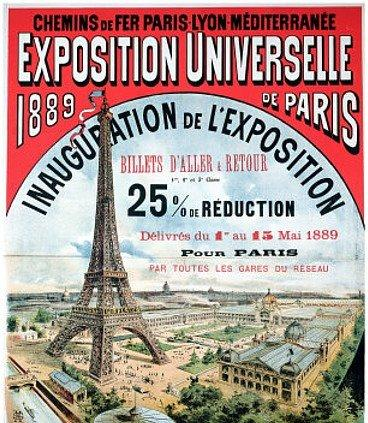 CHEMINS DE FER PARIS-LYON-MÉDITERRANÉE
EXPOSITION UNIVERSELLE
1889 DE PARIS
INAUGURATION DE L'EXPOSITION
BILLETS D'ALLER & RETOUR
1re, 2e et 3e Classe
25% DE RÉDUCTION
Délivrés du 1er au 15 Mai 1889
POUR PARIS
PAR TOUTES LES GARES DU RÉSEAU